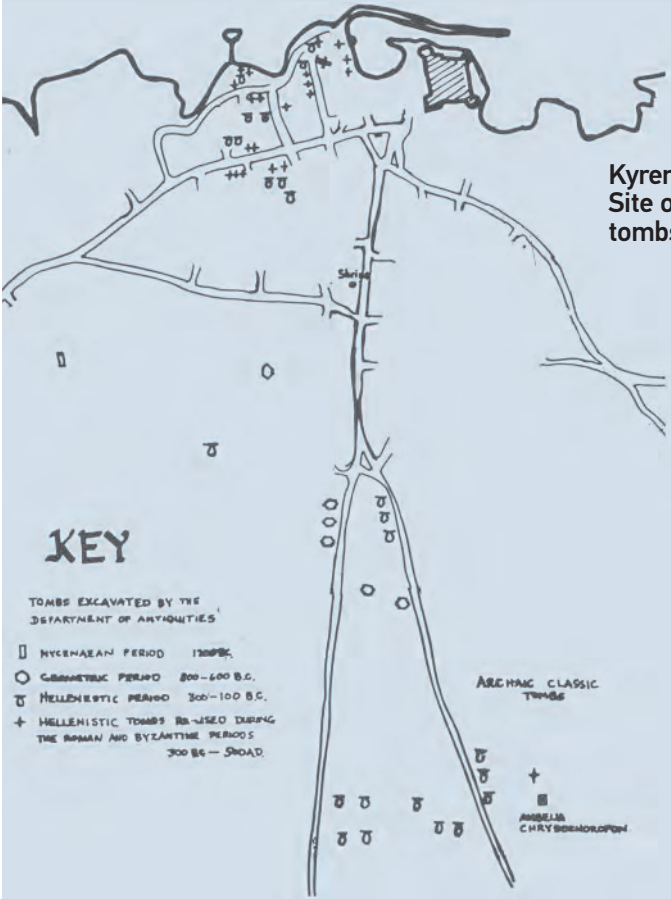 Kyren
Site o
tombs
Shrine
KEY
TOMBS EXCAVATED BY THE
DEPARTMENT OF ANTIQUITIES
MYCENAEAN PERIOD 1200BC.
GEOMETRIC PERIOD 800-600 B.C.
HELLENISTIC PERIOD 300-100 B.C.
+ HELLENISTIC TOMBS RE-USED DURING
THE ROMAN AND BYZANTINE PERIODS
300 BC — 500AD.
ARCHAIC CLASSIC
TOMBS
AMBELIA